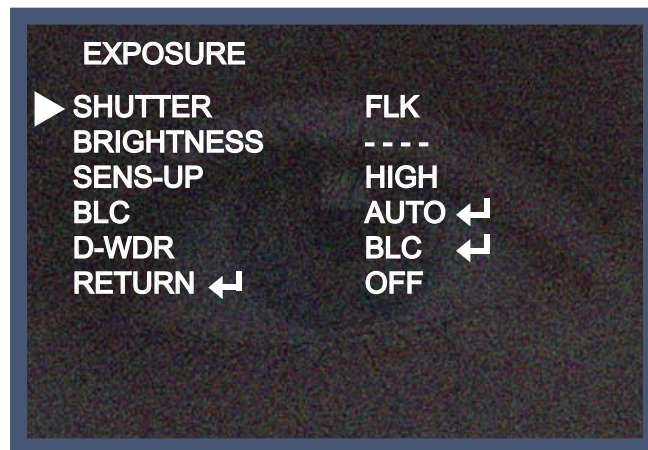 EXPOSURE
SHUTTER FLK
BRIGHTNESS ----
SENS-UP HIGH
BLC AUTO ↵
D-WDR BLC ↵
RETURN ↵ OFF